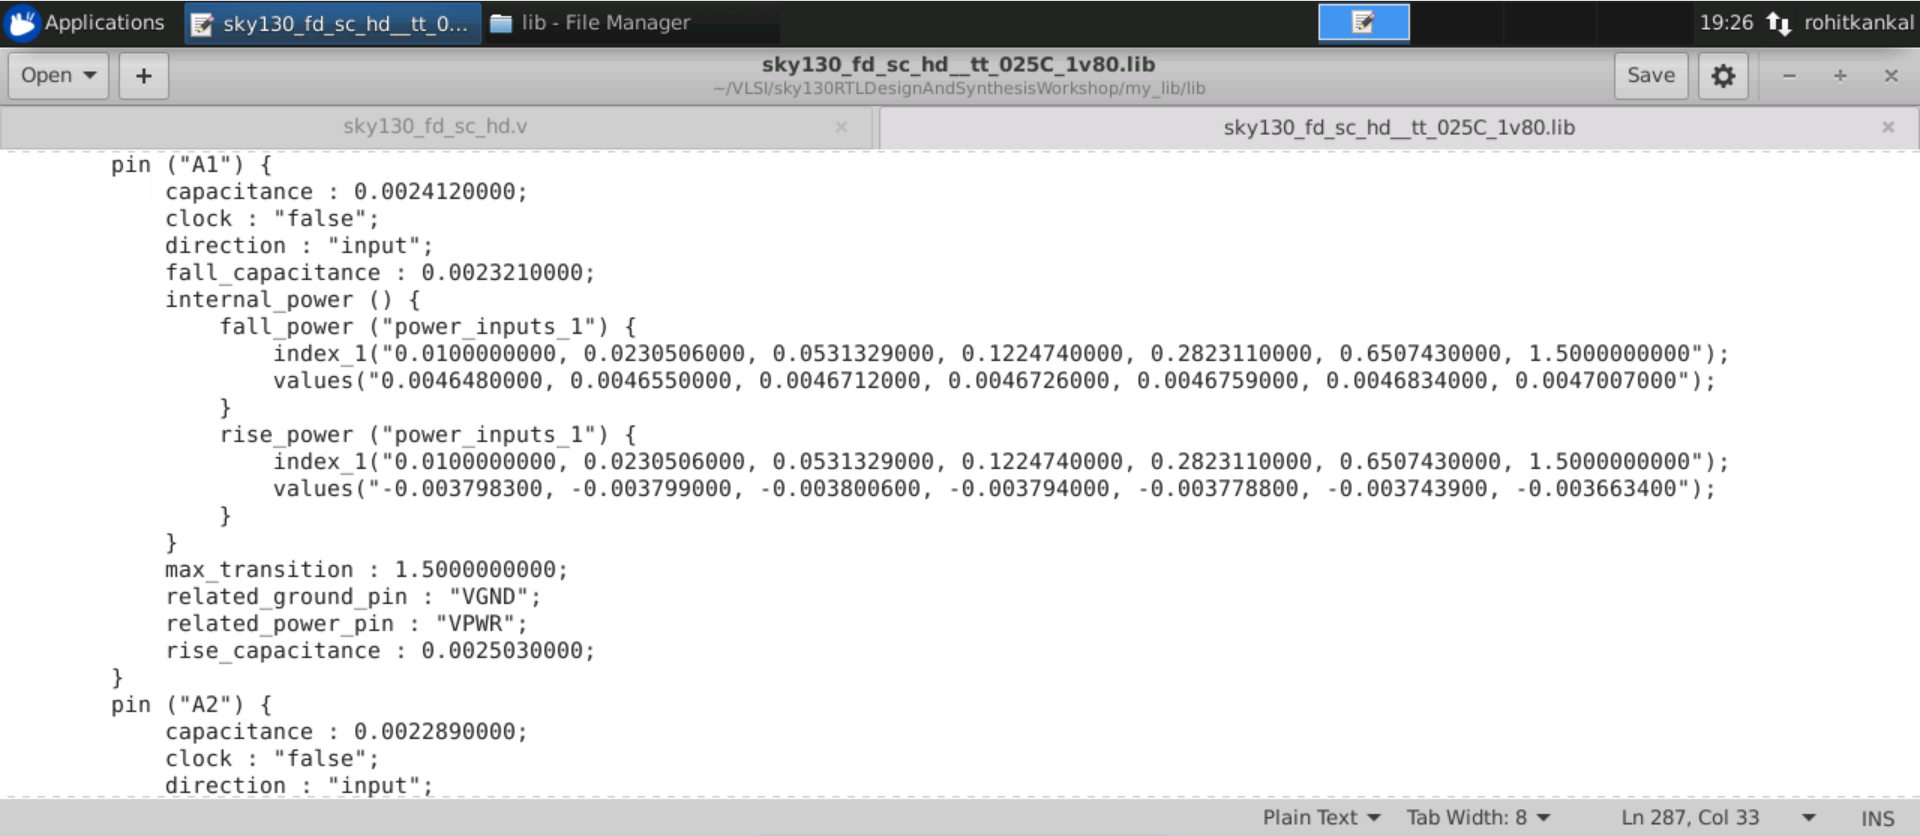 Applications sky130_fd_sc_hd__tt_0... lib - File Manager 19:26 rohitkankal
Open + sky130_fd_sc_hd__tt_025C_1v80.lib Save
~/VLSI/sky130RTLDesignAndSynthesisWorkshop/my_lib/lib
sky130_fd_sc_hd.v sky130_fd_sc_hd__tt_025C_1v80.lib
pin ("A1") {
capacitance : 0.0024120000;
clock : "false";
direction : "input";
fall_capacitance : 0.0023210000;
internal_power () {
fall_power ("power_inputs_1") {
index_1("0.0100000000, 0.0230506000, 0.0531329000, 0.1224740000, 0.2823110000, 0.6507430000, 1.5000000000");
values("0.0046480000, 0.0046550000, 0.0046712000, 0.0046726000, 0.0046759000, 0.0046834000, 0.0047007000");
}
rise_power ("power_inputs_1") {
index_1("0.0100000000, 0.0230506000, 0.0531329000, 0.1224740000, 0.2823110000, 0.6507430000, 1.5000000000");
values("-0.003798300, -0.003799000, -0.003800600, -0.003794000, -0.003778800, -0.003743900, -0.003663400");
}
}
max_transition : 1.5000000000;
related_ground_pin : "VGND";
related_power_pin : "VPWR";
rise_capacitance : 0.0025030000;
}
pin ("A2") {
capacitance : 0.0022890000;
clock : "false";
direction : "input";
Plain Text Tab Width: 8 Ln 287, Col 33 INS